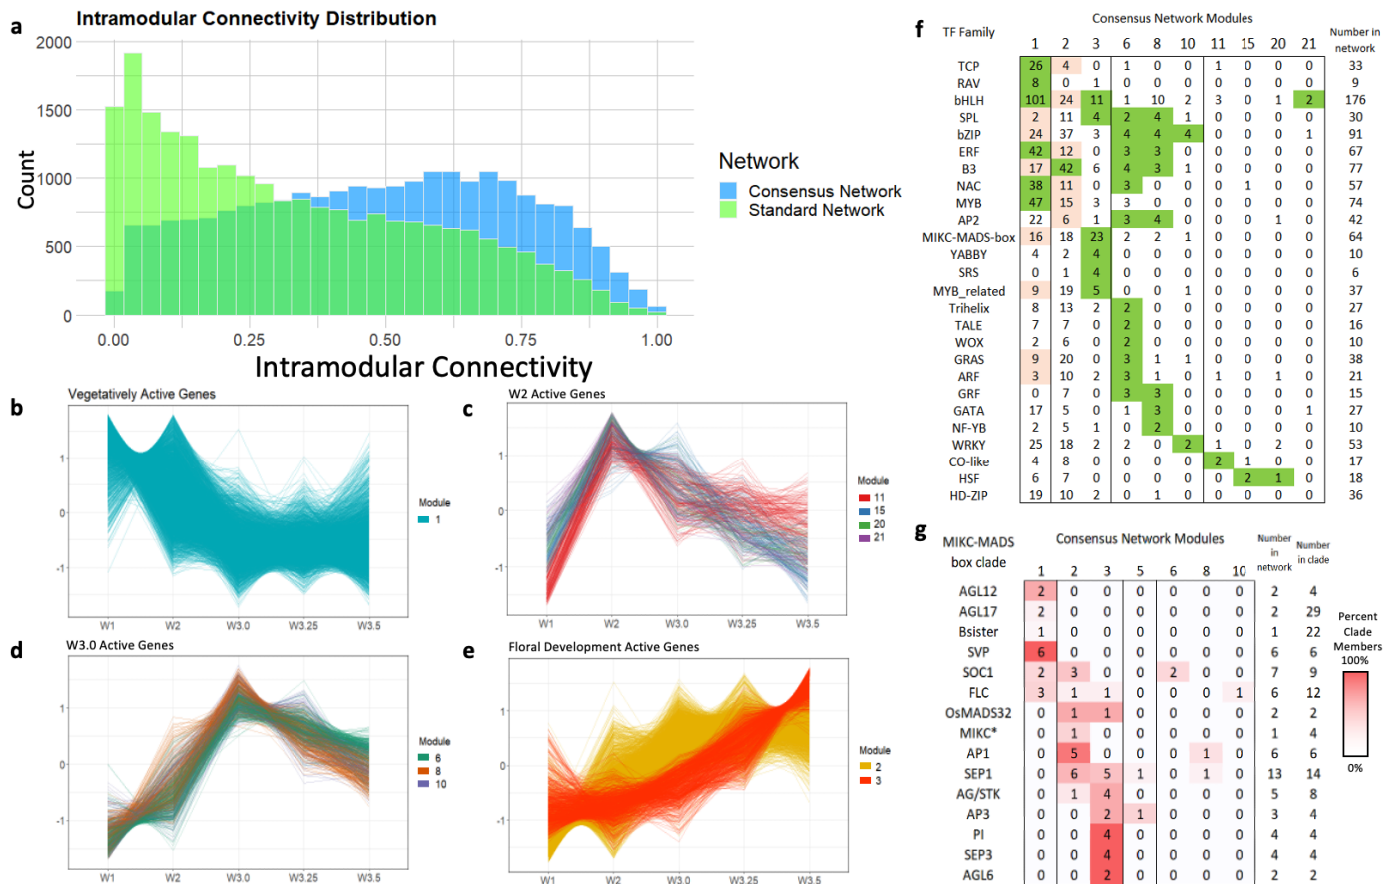 a
Intramodular Connectivity Distribution
2000
1500
1000
500
0
Count
0.00 0.25 0.50 0.75 1.00
Intramodular Connectivity
Network
Consensus Network
Standard Network
b
Vegetatively Active Genes
1
0
-1
W1 W2 W3.0 W3.25 W3.5
Module
1
c
W2 Active Genes
1
0
-1
W1 W2 W3.0 W3.25 W3.5
Module
11
15
20
21
d
W3.0 Active Genes
1
0
-1
W1 W2 W3.0 W3.25 W3.5
Module
6
8
10
e
Floral Development Active Genes
1
0
-1
W1 W2 W3.0 W3.25 W3.5
Module
2
3
f
TF Family
Consensus Network Modules
Number in
network
1 2 3 6 8 10 11 15 20 21
TCP 26 4 0 1 0 0 1 0 0 0 33
RAV 8 0 1 0 0 0 0 0 0 0 9
bHLH 101 24 11 1 10 2 3 0 1 2 176
SPL 2 11 4 2 4 1 0 0 0 0 30
bZIP 24 37 3 4 4 4 0 0 0 1 91
ERF 42 12 0 3 3 0 0 0 0 0 67
B3 17 42 6 4 3 1 0 0 0 0 77
NAC 38 11 0 3 0 0 0 1 0 0 57
MYB 47 15 3 3 0 0 0 0 0 0 74
AP2 22 6 1 3 4 0 0 0 1 0 42
MIKC-MADS-box 16 18 23 2 2 1 0 0 0 0 64
YABBY 4 2 4 0 0 0 0 0 0 0 10
SRS 0 1 4 0 0 0 0 0 0 0 6
MYB_related 9 19 5 0 0 1 0 0 0 0 37
Trihelix 8 13 2 2 0 0 0 0 0 0 27
TALE 7 7 0 2 0 0 0 0 0 0 16
WOX 2 6 0 2 0 0 0 0 0 0 10
GRAS 9 20 0 3 1 1 0 0 0 0 38
ARF 3 10 2 3 1 0 1 0 1 0 21
GRF 0 7 0 3 3 0 0 0 0 0 15
GATA 17 5 0 1 3 0 0 0 0 1 27
NF-YB 2 5 1 0 2 0 0 0 0 0 10
WRKY 25 18 2 2 0 2 1 0 2 0 53
CO-like 4 8 0 0 0 0 2 1 0 0 17
HSF 6 7 0 0 0 0 0 2 1 0 18
HD-ZIP 19 10 2 0 1 0 0 0 0 0 36
g
MIKC-MADS
box clade
Consensus Network Modules
Number
in
network
Number
in clade
1 2 3 5 6 8 10
AGL12 2 0 0 0 0 0 0 2 4
AGL17 2 0 0 0 0 0 0 2 29
Bsister 1 0 0 0 0 0 0 1 22
SVP 6 0 0 0 0 0 0 6 6
SOC1 2 3 0 0 2 0 0 7 9
FLC 3 1 1 0 0 0 1 6 12
OsMADS32 0 1 1 0 0 0 0 2 2
MIKC* 0 1 0 0 0 0 0 1 4
AP1 0 5 0 0 0 1 0 6 6
SEP1 0 6 5 1 0 1 0 13 14
AG/STK 0 1 4 0 0 0 0 5 8
AP3 0 0 2 1 0 0 0 3 4
PI 0 0 4 0 0 0 0 4 4
SEP3 0 0 4 0 0 0 0 4 4
AGL6 0 0 2 0 0 0 0 2 2
Percent
Clade
Members
100%
0%